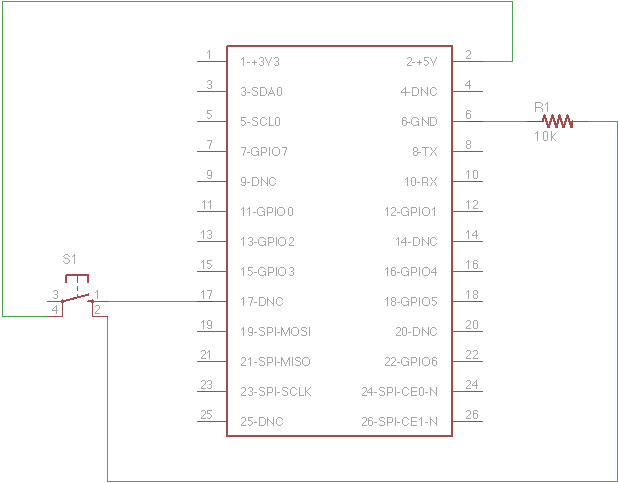 1 1-+3V3 2-+5V 2
3 3-SDA0 4-DNC 4
5 5-SCL0 6-GND 6 R1
10k
7 7-GPIO7 8-TX 8
9 9-DNC 10-RX 10
11 11-GPIO0 12-GPIO1 12
13 13-GPIO2 14-DNC 14
S1
15 15-GPIO3 16-GPIO4 16
3 1 17 17-DNC 18-GPIO5 18
4 2
19 19-SPI-MOSI 20-DNC 20
21 21-SPI-MISO 22-GPIO6 22
23 23-SPI-SCLK 24-SPI-CE0-N 24
25 25-DNC 26-SPI-CE1-N 26